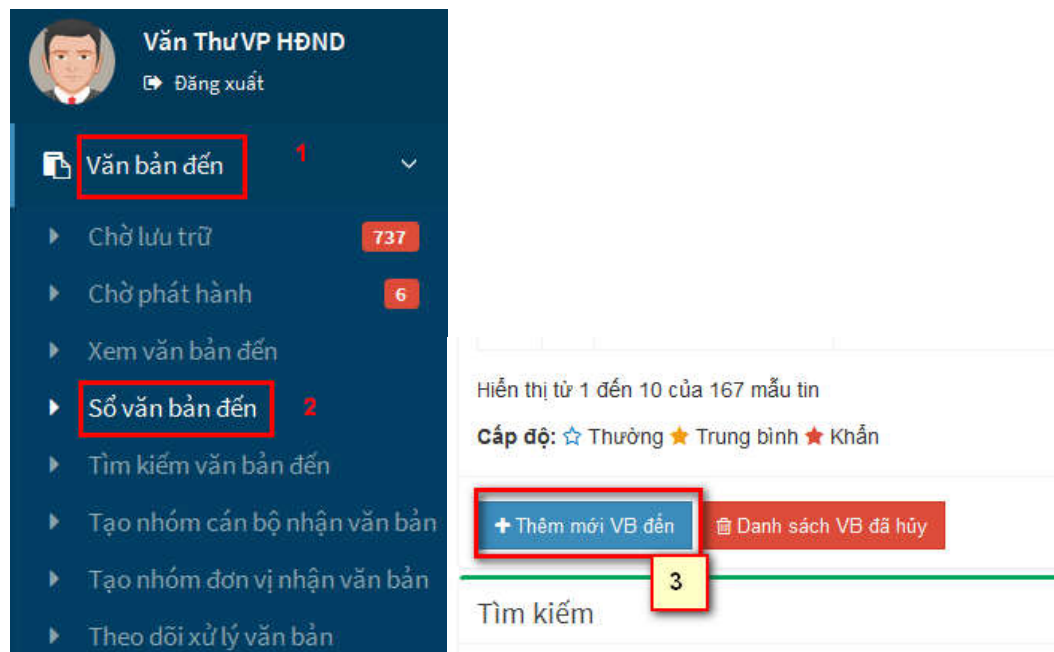 Văn Thư VP HĐND
Đăng xuất
Văn bản đến 1
Chờ lưu trữ 737
Chờ phát hành 6
Xem văn bản đến
Sổ văn bản đến 2
Tìm kiếm văn bản đến
Tạo nhóm cán bộ nhận văn bản
Tạo nhóm đơn vị nhận văn bản
Theo dõi xử lý văn bản
Hiển thị từ 1 đến 10 của 167 mẫu tin
Cấp độ: Thường Trung bình Khẩn
Thêm mới VB đến Danh sách VB đã hủy
3
Tìm kiếm